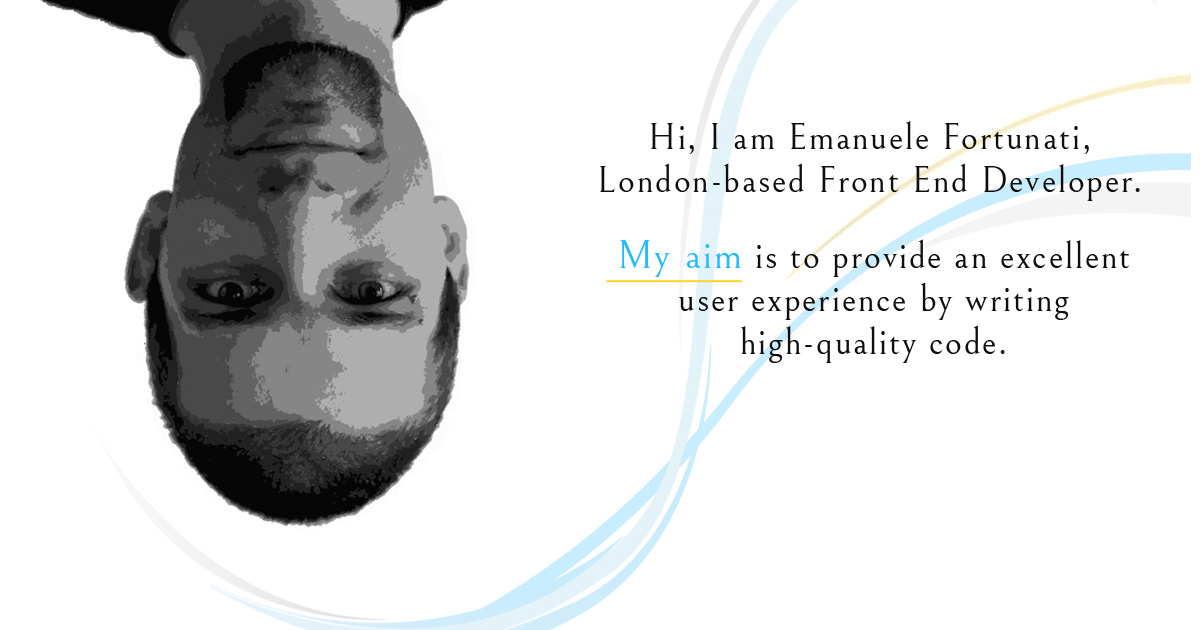 Hi, I am Emanuele Fortunati,
London-based Front End Developer.
My aim is to provide an excellent
user experience by writing
high-quality code.